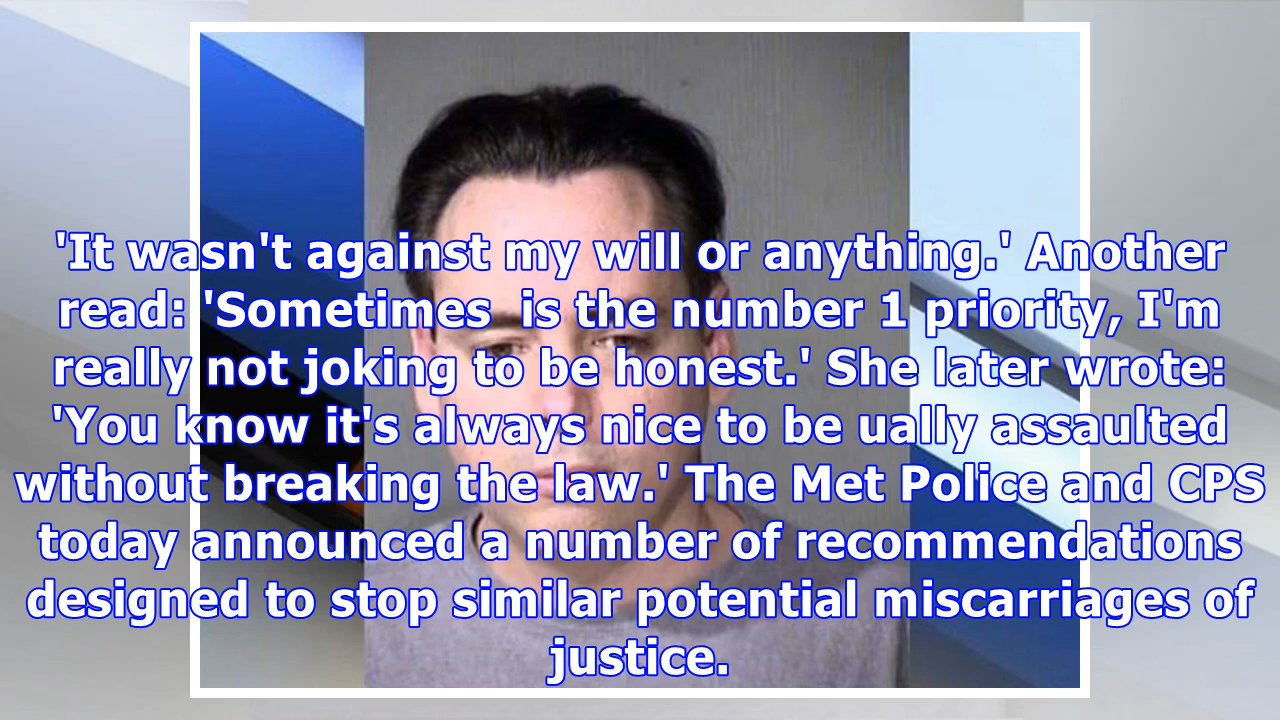 'It wasn't against my will or anything.' Another
read: 'Sometimes  is the number 1 priority, I'm
really not joking to be honest.' She later wrote:
'You know it's always nice to be ually assaulted
without breaking the law.' The Met Police and CPS
today announced a number of recommendations
designed to stop similar potential miscarriages of
justice.